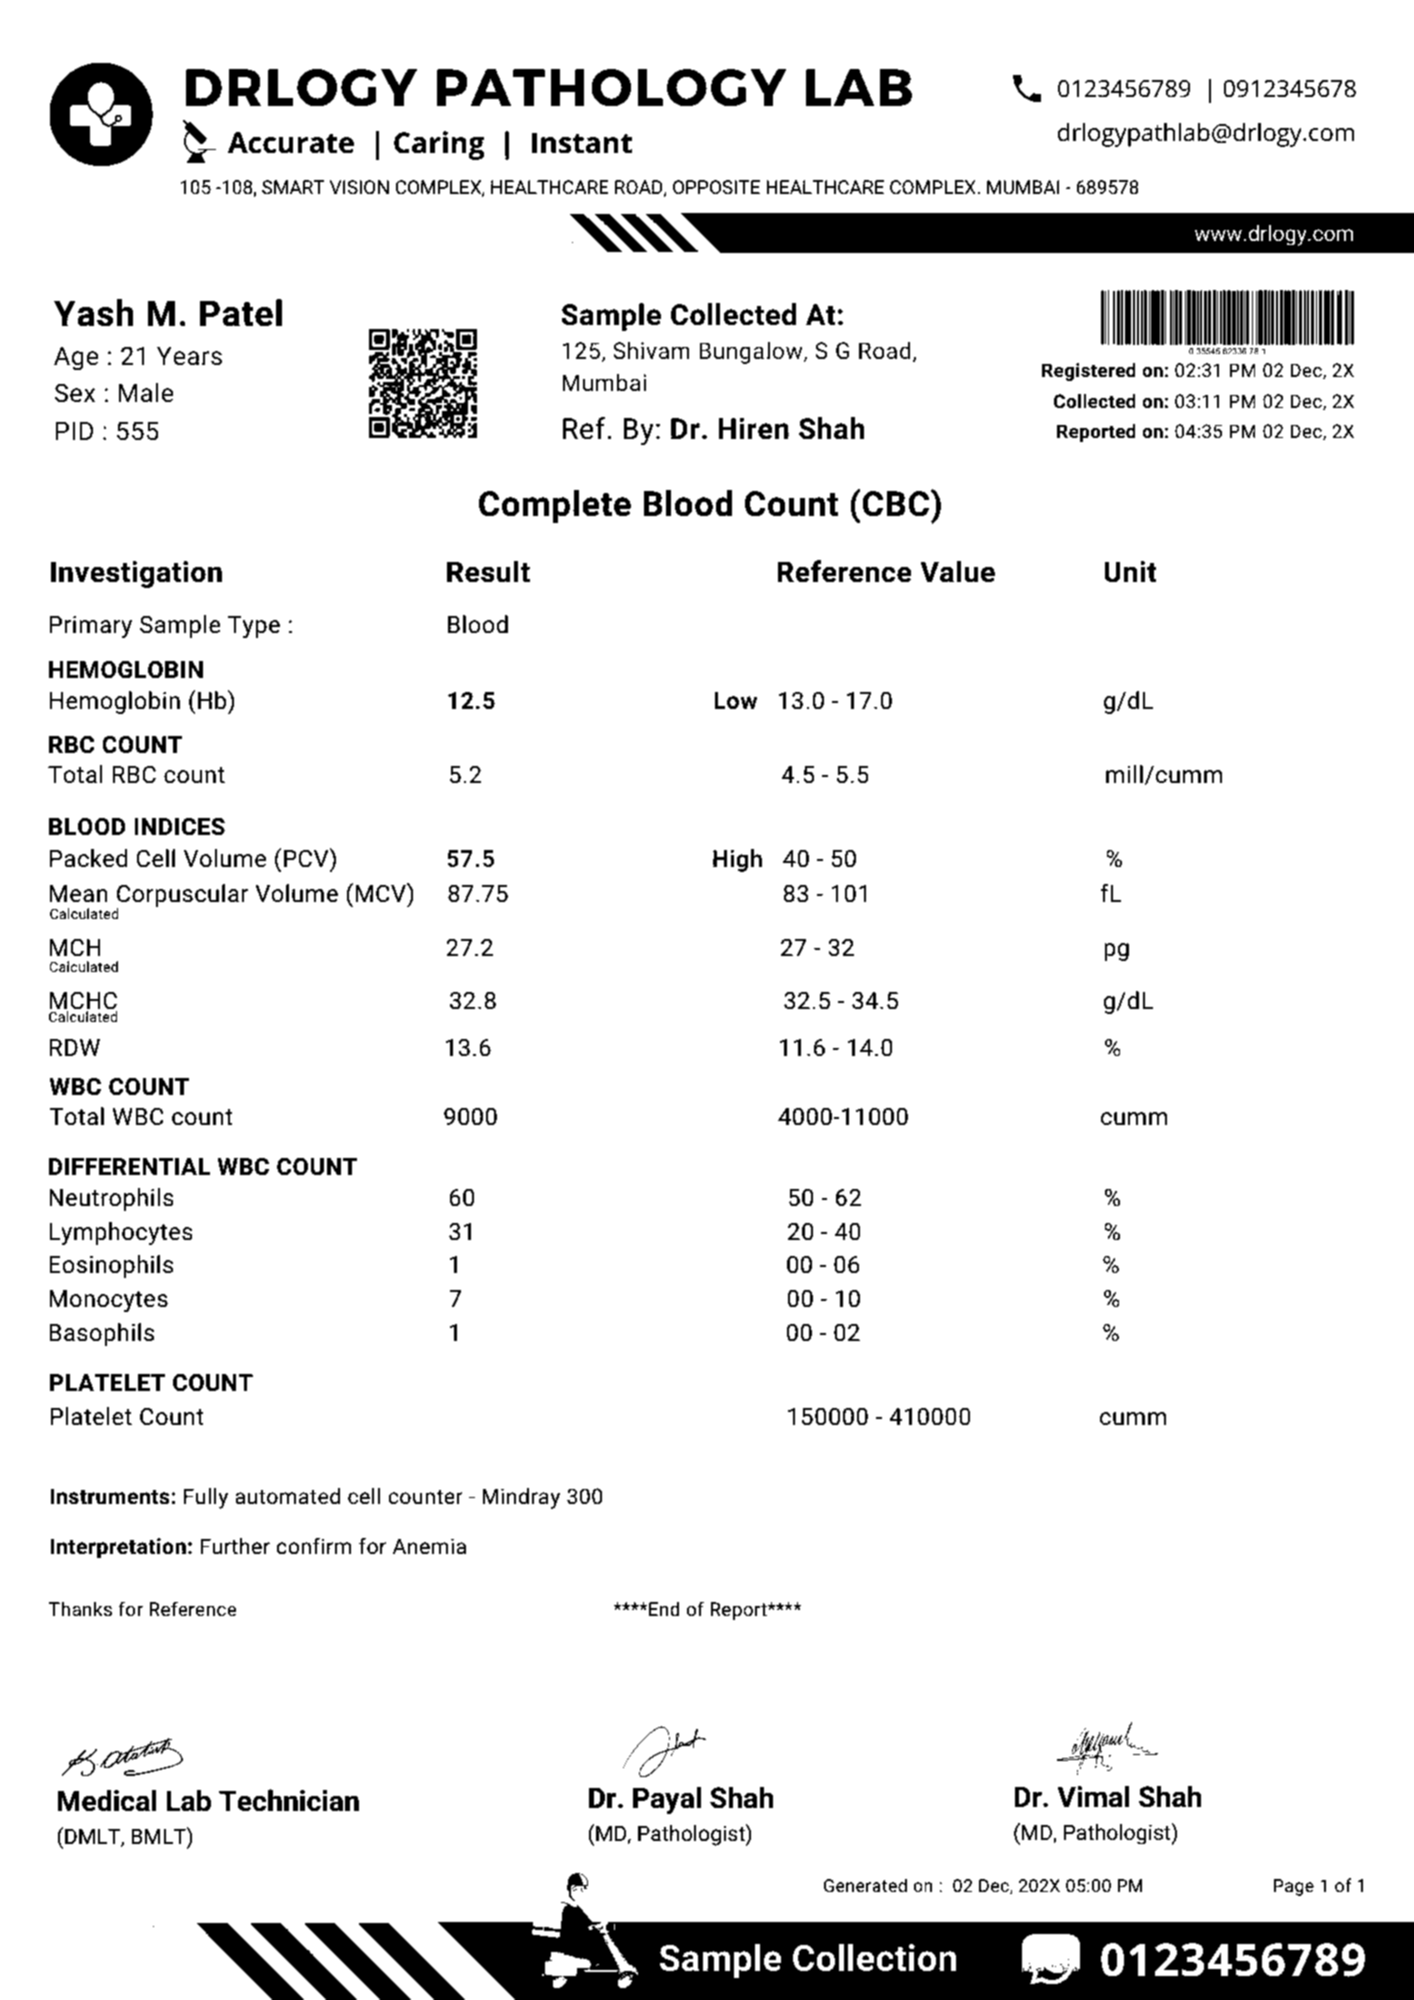 DRLOGY PATHOLOGY LAB
Accurate | Caring | Instant
0123456789 | 0912345678
drlogypathlab@drlogy.com
105 -108, SMART VISION COMPLEX, HEALTHCARE ROAD, OPPOSITE HEALTHCARE COMPLEX. MUMBAI - 689578
www.drlogy.com
Yash M. Patel
Age : 21 Years
Sex : Male
PID : 555
Sample Collected At:
125, Shivam Bungalow, S G Road,
Mumbai
Ref. By: Dr. Hiren Shah
Registered on: 02:31 PM 02 Dec, 2X
Collected on: 03:11 PM 02 Dec, 2X
Reported on: 04:35 PM 02 Dec, 2X
Complete Blood Count (CBC)
Investigation Result Reference Value Unit
Primary Sample Type : Blood
HEMOGLOBIN
Hemoglobin (Hb) 12.5 Low 13.0 - 17.0 g/dL
RBC COUNT
Total RBC count 5.2 4.5 - 5.5 mill/cumm
BLOOD INDICES
Packed Cell Volume (PCV) 57.5 High 40 - 50 %
Mean Corpuscular Volume (MCV) 87.75 83 - 101 fL
Calculated
MCH 27.2 27 - 32 pg
Calculated
MCHC 32.8 32.5 - 34.5 g/dL
Calculated
RDW 13.6 11.6 - 14.0 %
WBC COUNT
Total WBC count 9000 4000-11000 cumm
DIFFERENTIAL WBC COUNT
Neutrophils 60 50 - 62 %
Lymphocytes 31 20 - 40 %
Eosinophils 1 00 - 06 %
Monocytes 7 00 - 10 %
Basophils 1 00 - 02 %
PLATELET COUNT
Platelet Count 150000 - 410000 cumm
Instruments: Fully automated cell counter - Mindray 300
Interpretation: Further confirm for Anemia
Thanks for Reference ****End of Report****
Medical Lab Technician
(DMLT, BMLT)
Dr. Payal Shah
(MD, Pathologist)
Dr. Vimal Shah
(MD, Pathologist)
Generated on : 02 Dec, 202X 05:00 PM Page 1 of 1
Sample Collection 0123456789